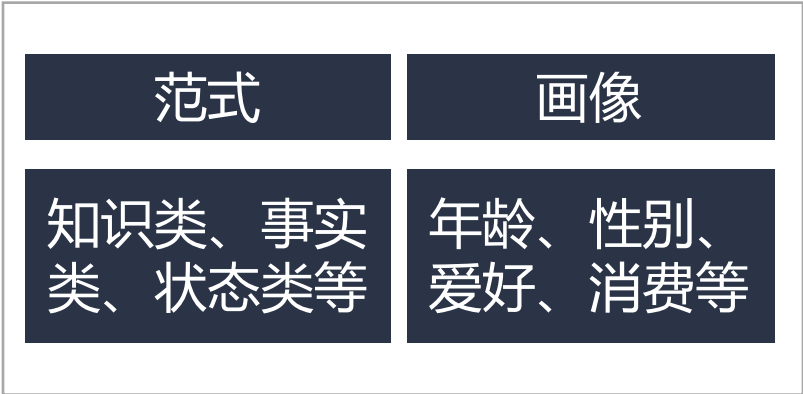 范式
画像
知识类、事实
类、状态类等
年龄、性别、
爱好、消费等